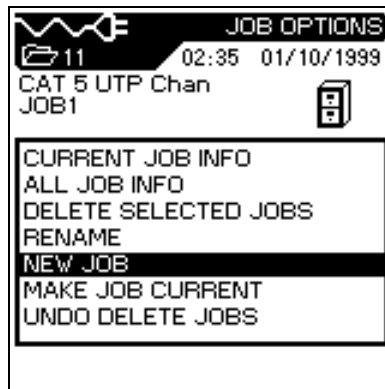 JOB OPTIONS
11 02:35 01/10/1999
CAT 5 UTP Chan
JOB1
CURRENT JOB INFO
ALL JOB INFO
DELETE SELECTED JOBS
RENAME
NEW JOB
MAKE JOB CURRENT
UNDO DELETE JOBS